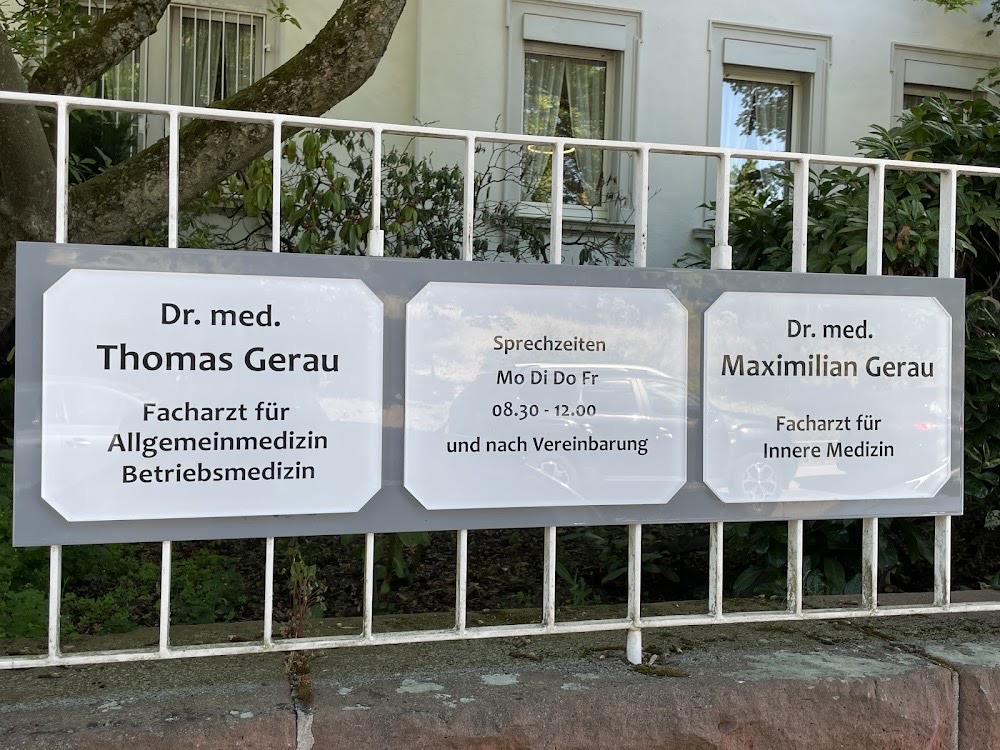 Dr. med.
Thomas Gerau
Facharzt für
Allgemeinmedizin
Betriebsmedizin
Sprechzeiten
Mo Di Do Fr
08.30 - 12.00
und nach Vereinbarung
Dr. med.
Maximilian Gerau
Facharzt für
Innere Medizin